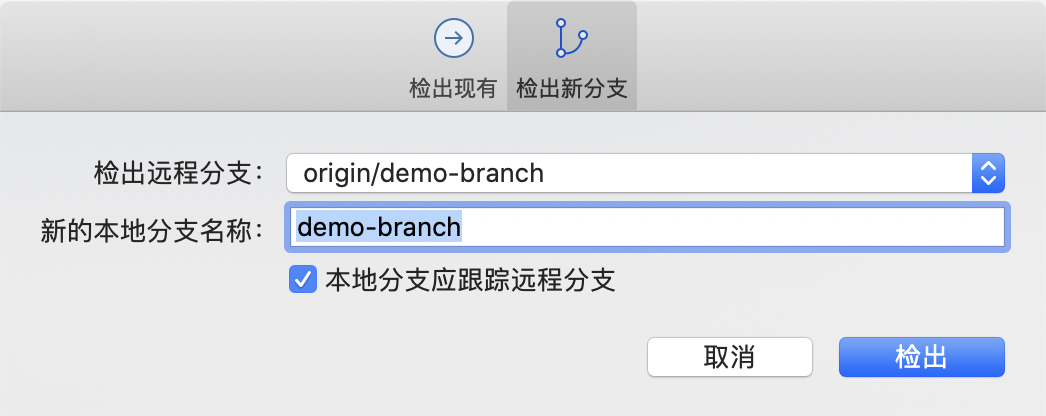 检出现有 检出新分支
检出远程分支： origin/demo-branch
新的本地分支名称： demo-branch
本地分支应跟踪远程分支
取消 检出